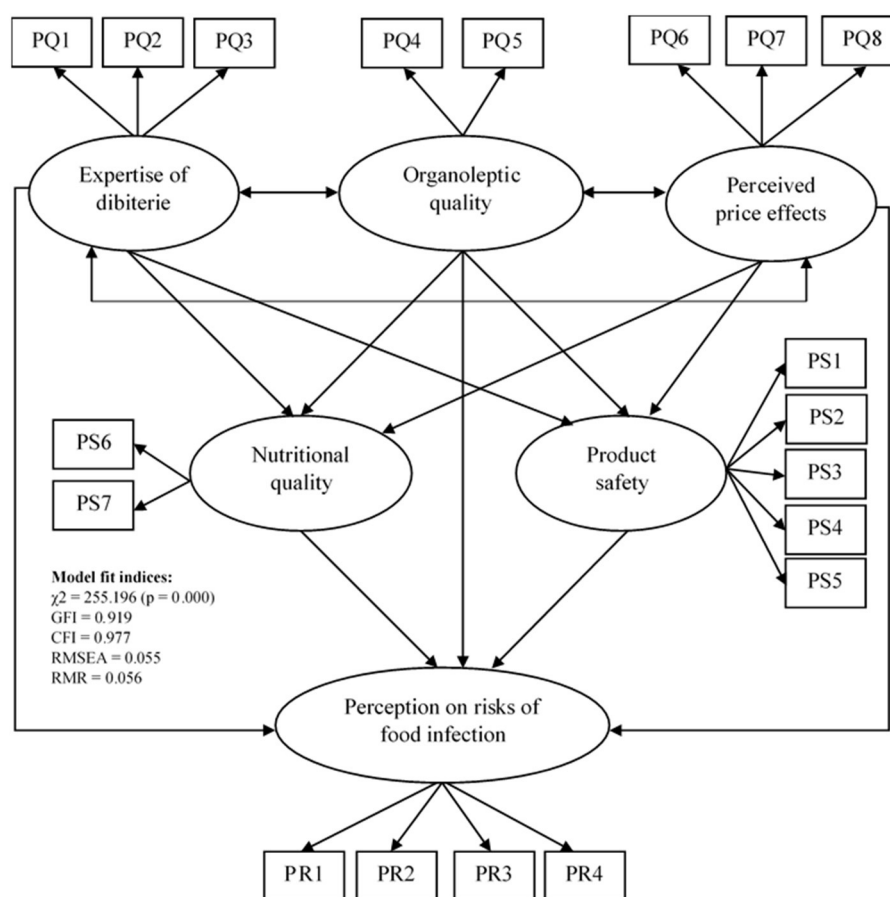 PQ1
PQ2
PQ3
PQ4
PQ5
PQ6
PQ7
PQ8
Expertise of
dibiterie
Organoleptic
quality
Perceived
price effects
PS1
PS2
PS3
PS4
PS5
PS6
PS7
Nutritional
quality
Product
safety
Model fit indices:
χ2 = 255.196 (p = 0.000)
GFI = 0.919
CFI = 0.977
RMSEA = 0.055
RMR = 0.056
Perception on risks of
food infection
PR1
PR2
PR3
PR4